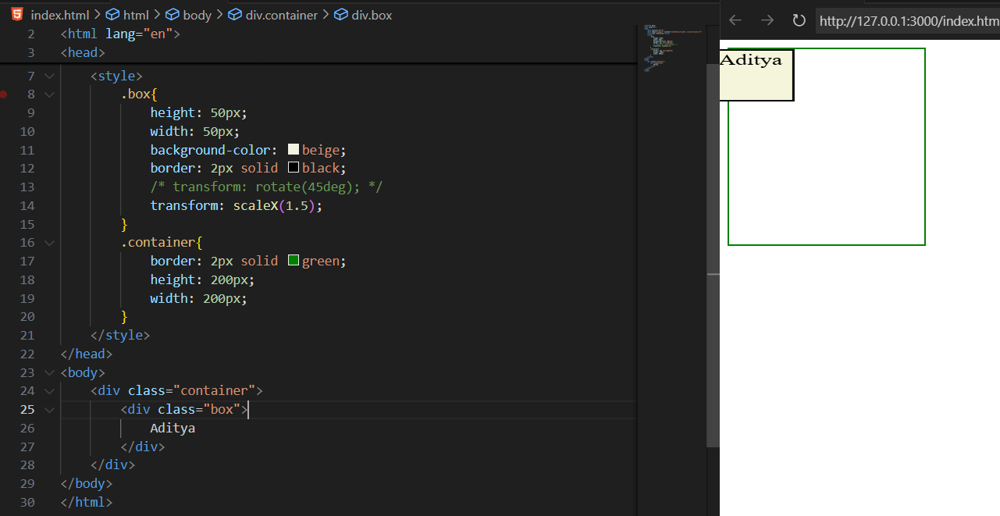 index.html > html > body > div.container > div.box
2 <html lang="en">
3 <head>
7 <style>
8 .box{
9 height: 50px;
10 width: 50px;
11 background-color: beige;
12 border: 2px solid black;
13 /* transform: rotate(45deg); */
14 transform: scaleX(1.5);
15 }
16 .container{
17 border: 2px solid green;
18 height: 200px;
19 width: 200px;
20 }
21 </style>
22 </head>
23 <body>
24 <div class="container">
25 <div class="box">
26 Aditya
27 </div>
28 </div>
29 </body>
30 </html>
http://127.0.0.1:3000/index.htm
Aditya